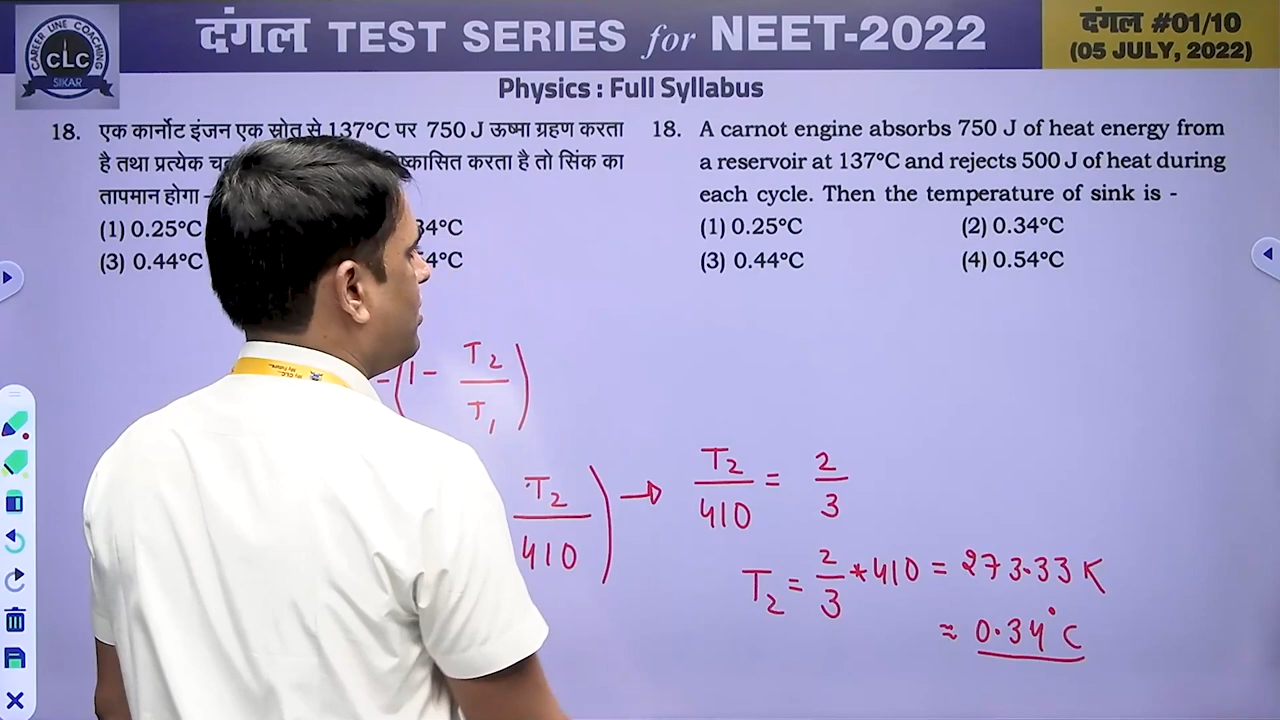 CAREER LINE COACHING
CLC
SIKAR
दंगल TEST SERIES for NEET-2022
दंगल #01/10
(05 JULY, 2022)
Physics : Full Syllabus
18. एक कार्नोट इंजन एक स्रोत से 137°C पर 750 J ऊष्मा ग्रहण करता
है तथा प्रत्येक निष्कासित करता है तो सिंक का
तापमान होगा -
(1) 0.25°C 34°C
(3) 0.44°C 4°C
18. A carnot engine absorbs 750 J of heat energy from
a reservoir at 137°C and rejects 500 J of heat during
each cycle. Then the temperature of sink is -
(1) 0.25°C (2) 0.34°C
(3) 0.44°C (4) 0.54°C
(1 - T2/T1)
T2/410) → T2/410 = 2/3
T2 = 2/3 * 410 = 273.33 K
≈ 0.34°C